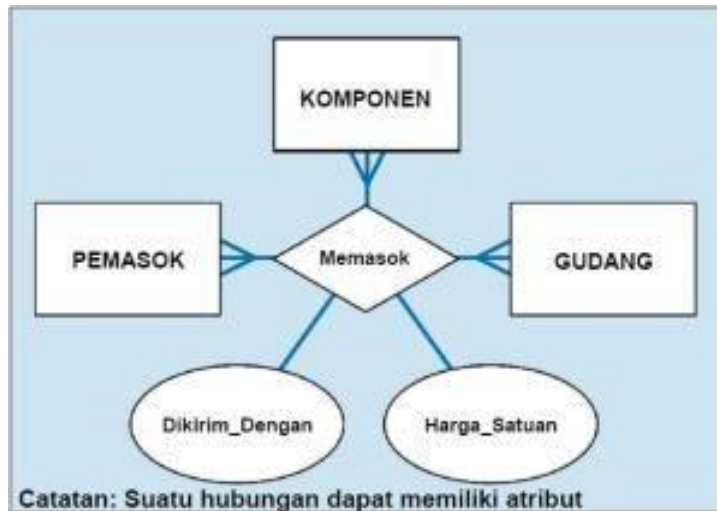 KOMPONEN
PEMASOK
Memasok
GUDANG
Dikirim_Dengan
Harga_Satuan
Catatan: Suatu hubungan dapat memiliki atribut